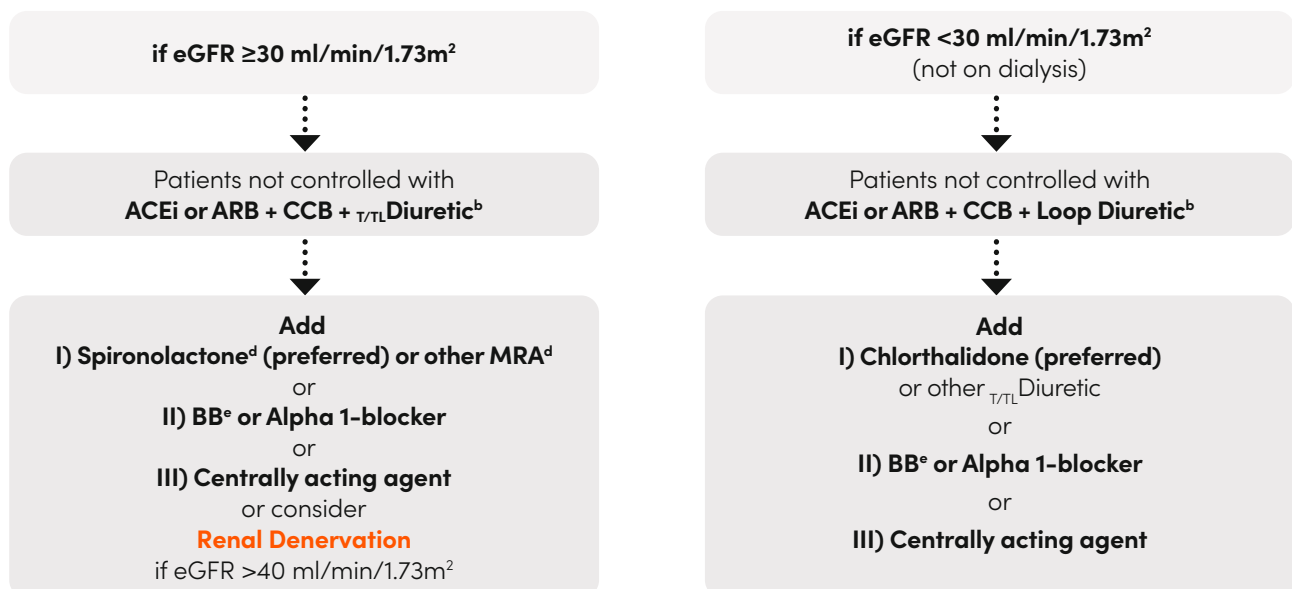 if eGFR ≥30 ml/min/1.73m²
Patients not controlled with
ACEi or ARB + CCB + T/TLDiureticᵇ
Add
I) Spironolactoneᵈ (preferred) or other MRAᵈ
or
II) BBᵉ or Alpha 1-blocker
or
III) Centrally acting agent
or consider
Renal Denervation
if eGFR >40 ml/min/1.73m²
if eGFR <30 ml/min/1.73m²
(not on dialysis)
Patients not controlled with
ACEi or ARB + CCB + Loop Diureticᵇ
Add
I) Chlorthalidone (preferred)
or other T/TLDiuretic
or
II) BBᵉ or Alpha 1-blocker
or
III) Centrally acting agent